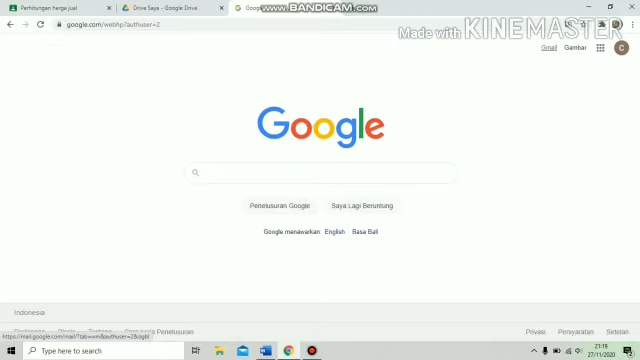 Perhitungan harga jual
Drive Saya - Google Drive
Goog
www.BANDICAM.com
google.com/webhp?authuser=2
Made with KINEMASTER
Gmail
Gambar
C
Google
Penelusuran Google
Saya Lagi Beruntung
Google menawarkan: English Basa Bali
Indonesia
Privasi
Persyaratan
Setelan
https://mail.google.com/mail/?tab=wm&authuser=2&ogbl
Type here to search
21:19
27/11/2020